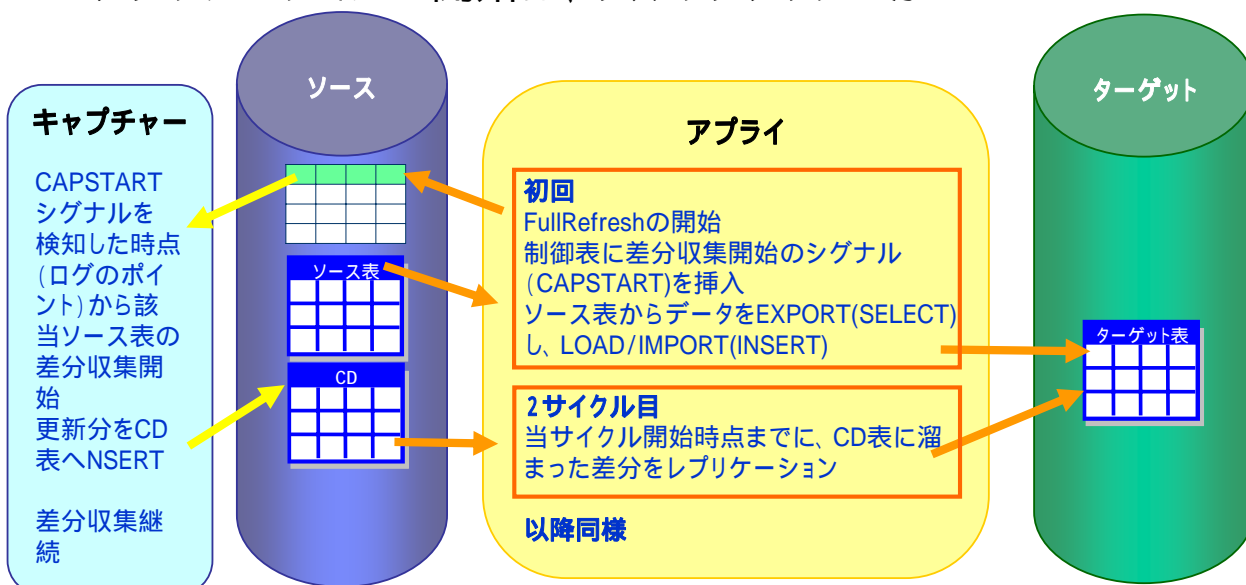 キャプチャー
CAPSTART
シグナルを
検知した時点
(ログのポイ
ント)から該
当ソース表の
差分収集開
始
更新分をCD
表へNSERT
差分収集継
続
ソース
ソース表
CD
アプライ
初回
FullRefreshの開始
制御表に差分収集開始のシグナル
(CAPSTART)を挿入
ソース表からデータをEXPORT(SELECT)
し、LOAD/IMPORT(INSERT)
2サイクル目
当サイクル開始時点までに、CD表に溜
まった差分をレプリケーション
以降同様
ターゲット
ターゲット表